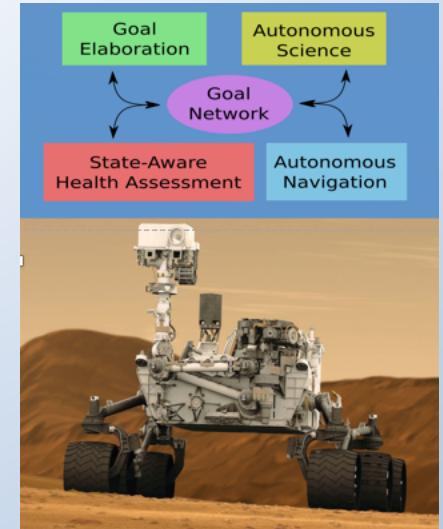 Goal
Elaboration
Autonomous
Science
Goal
Network
State-Aware
Health Assessment
Autonomous
Navigation